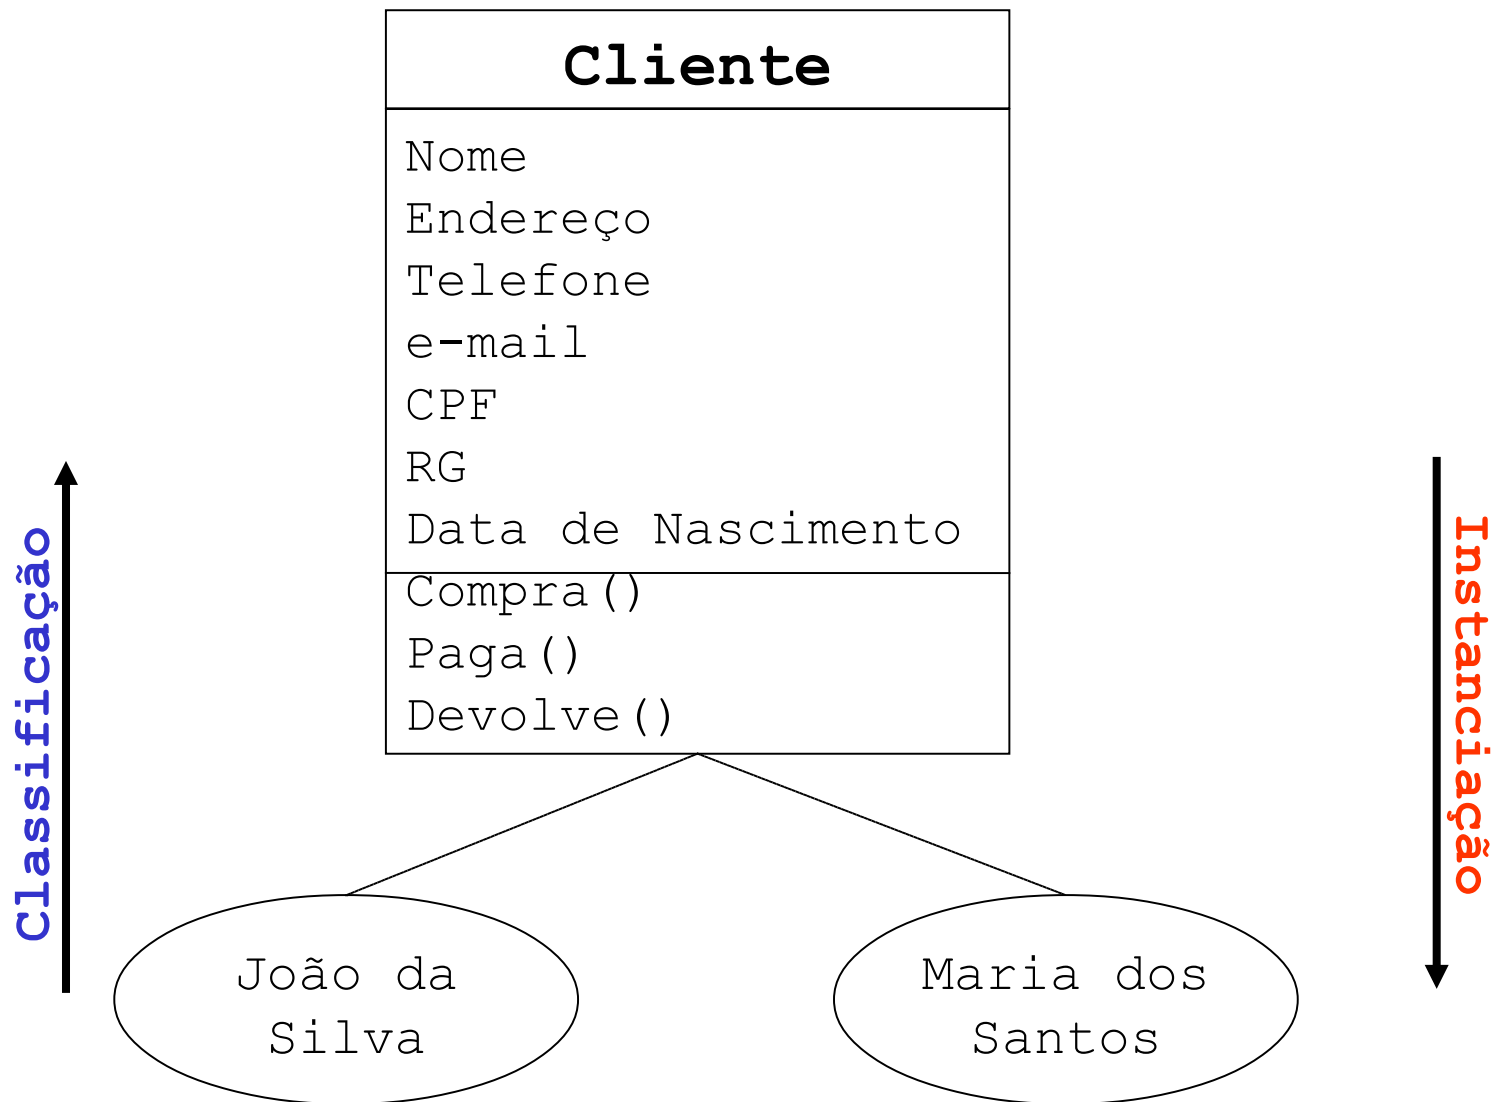 Cliente
Nome
Endereço
Telefone
e-mail
CPF
RG
Data de Nascimento
Compra()
Paga()
Devolve()
Classificação
Instanciação
João da
Silva
Maria dos
Santos